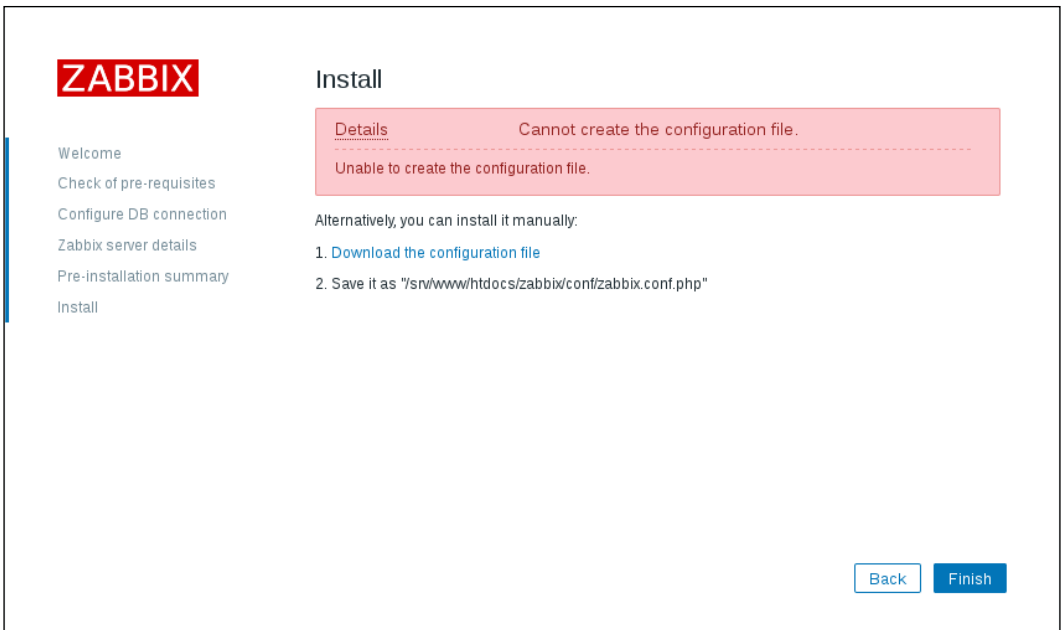 ZABBIX
Welcome
Check of pre-requisites
Configure DB connection
Zabbix server details
Pre-installation summary
Install
Install
Details Cannot create the configuration file.
Unable to create the configuration file.
Alternatively, you can install it manually:
1. Download the configuration file
2. Save it as "/srv/www/htdocs/zabbix/conf/zabbix.conf.php"
Back Finish